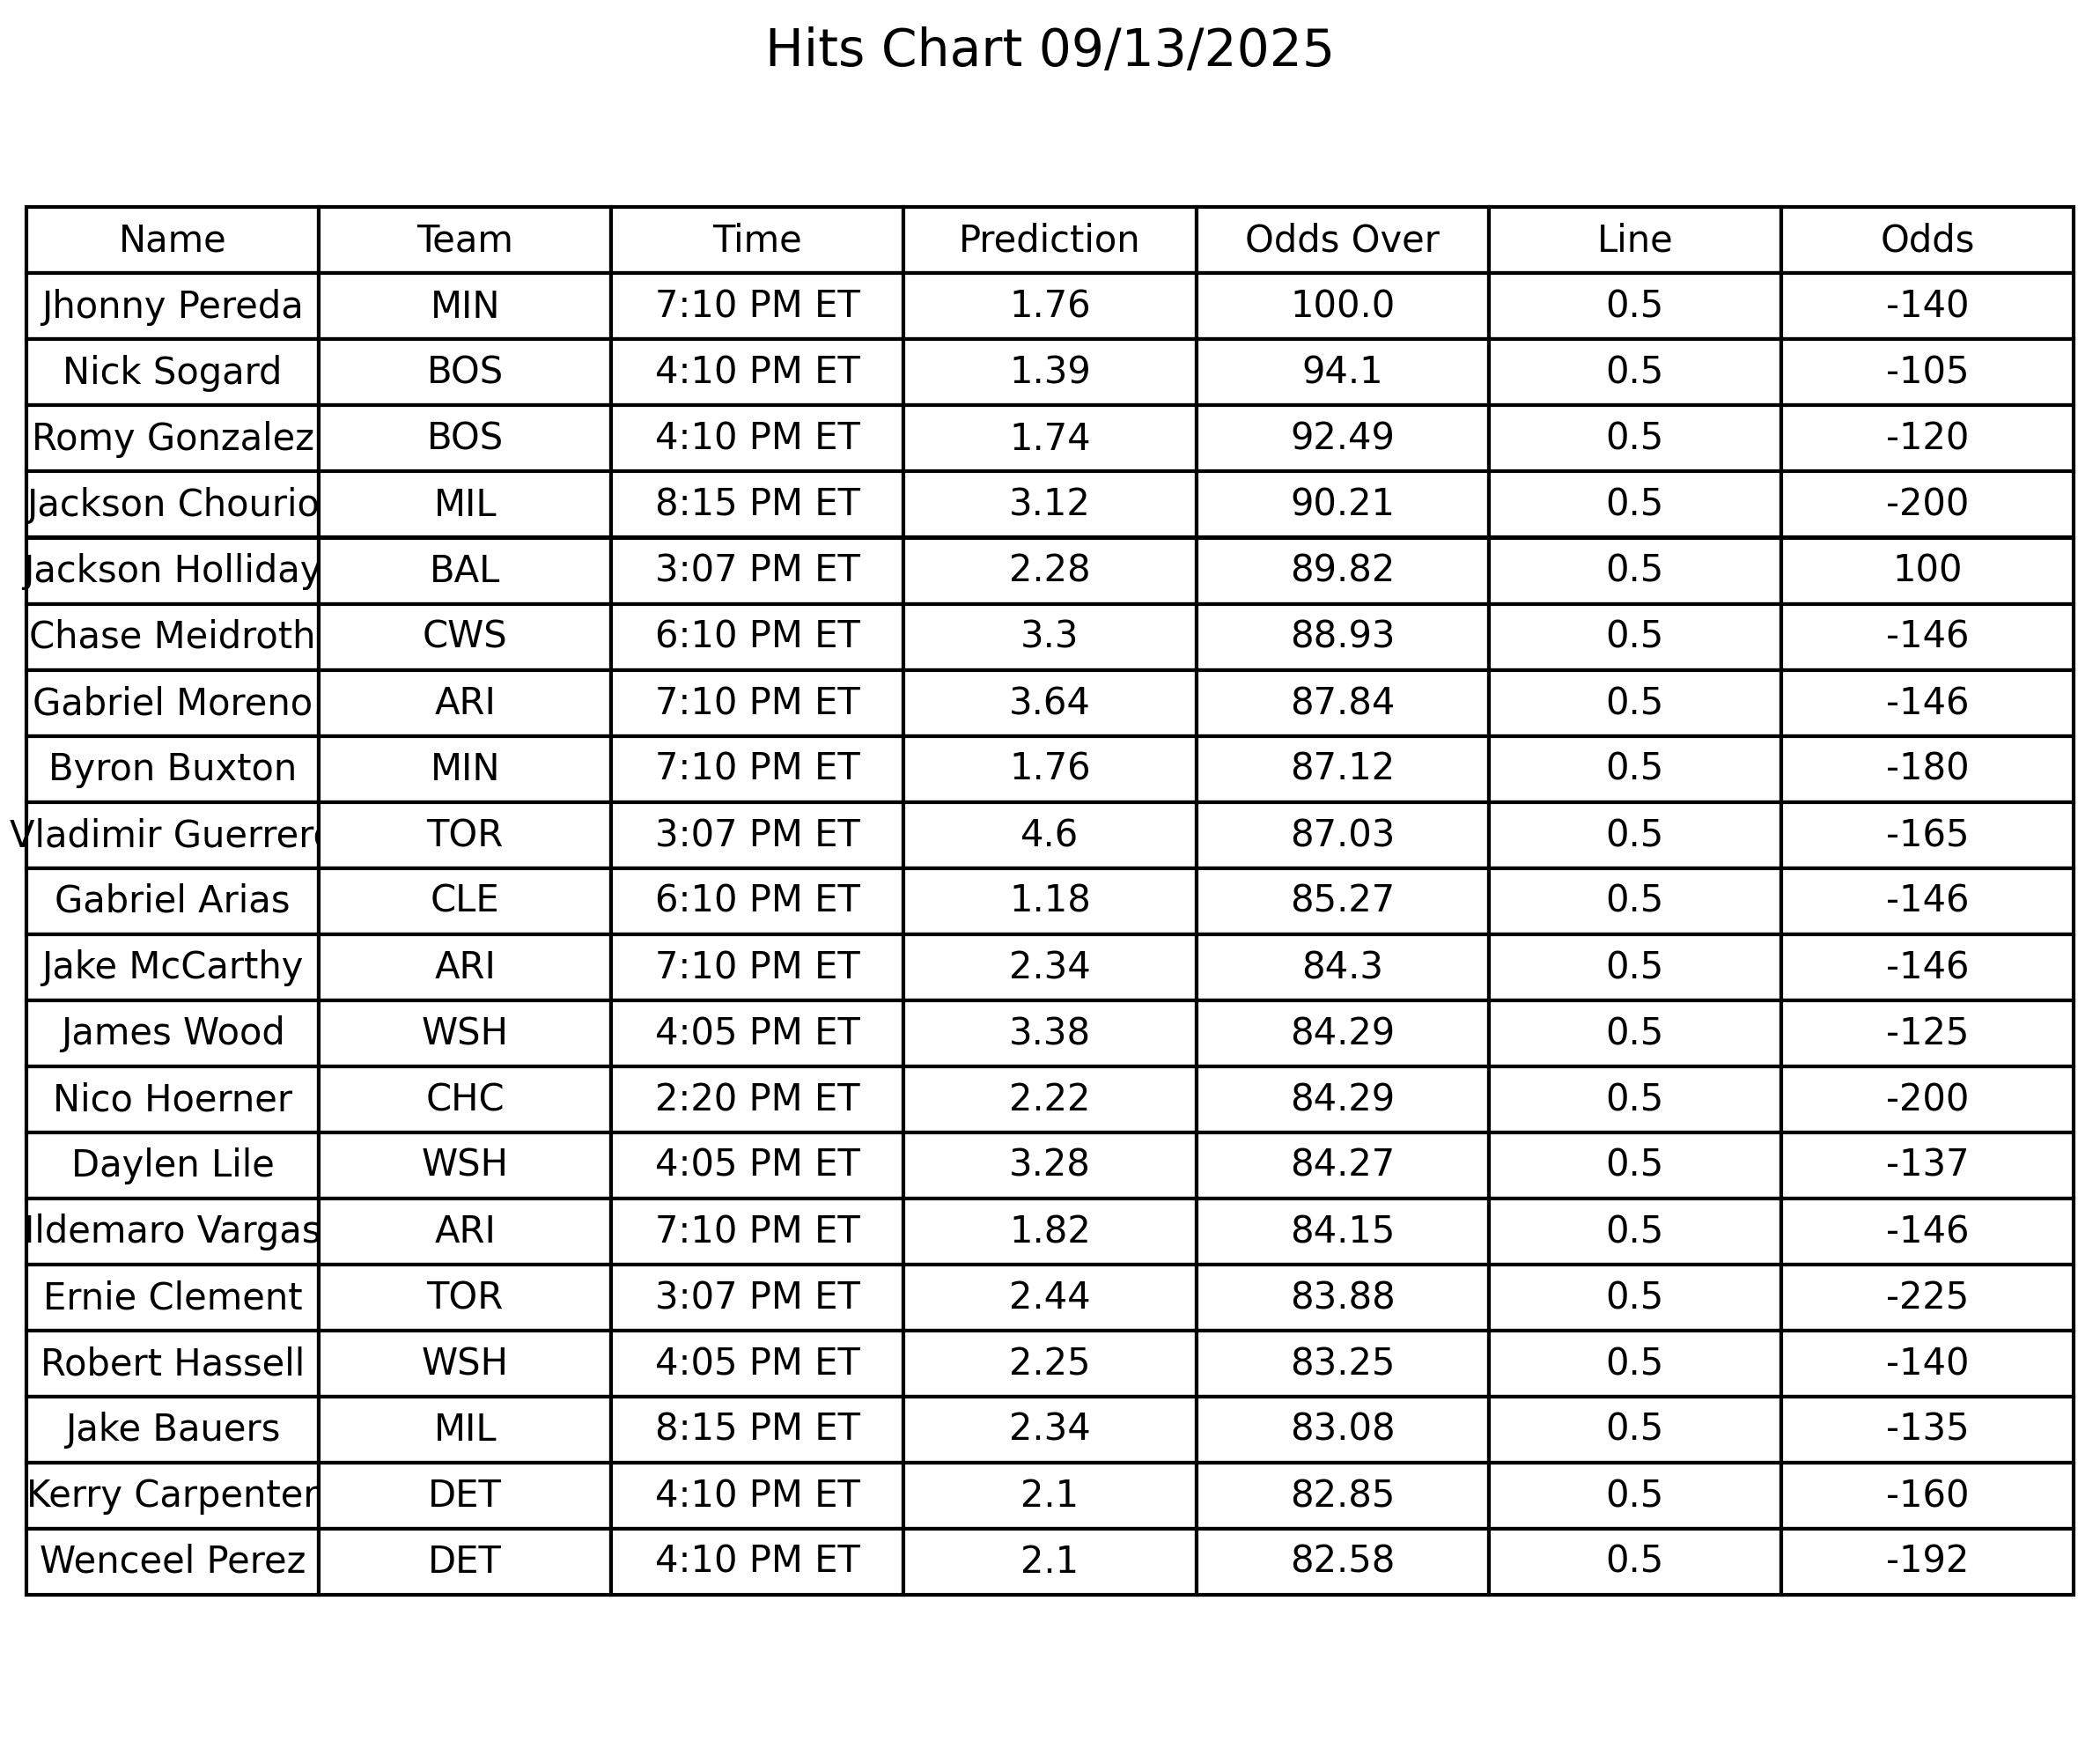 Hits Chart 09/13/2025
Name Team Time Prediction Odds Over Line Odds
Jhonny Pereda MIN 7:10 PM ET 1.76 100.0 0.5 -140
Nick Sogard BOS 4:10 PM ET 1.39 94.1 0.5 -105
Romy Gonzalez BOS 4:10 PM ET 1.74 92.49 0.5 -120
Jackson Chourio MIL 8:15 PM ET 3.12 90.21 0.5 -200
Jackson Holliday BAL 3:07 PM ET 2.28 89.82 0.5 100
Chase Meidroth CWS 6:10 PM ET 3.3 88.93 0.5 -146
Gabriel Moreno ARI 7:10 PM ET 3.64 87.84 0.5 -146
Byron Buxton MIN 7:10 PM ET 1.76 87.12 0.5 -180
Vladimir Guerrero TOR 3:07 PM ET 4.6 87.03 0.5 -165
Gabriel Arias CLE 6:10 PM ET 1.18 85.27 0.5 -146
Jake McCarthy ARI 7:10 PM ET 2.34 84.3 0.5 -146
James Wood WSH 4:05 PM ET 3.38 84.29 0.5 -125
Nico Hoerner CHC 2:20 PM ET 2.22 84.29 0.5 -200
Daylen Lile WSH 4:05 PM ET 3.28 84.27 0.5 -137
Ildemaro Vargas ARI 7:10 PM ET 1.82 84.15 0.5 -146
Ernie Clement TOR 3:07 PM ET 2.44 83.88 0.5 -225
Robert Hassell WSH 4:05 PM ET 2.25 83.25 0.5 -140
Jake Bauers MIL 8:15 PM ET 2.34 83.08 0.5 -135
Kerry Carpenter DET 4:10 PM ET 2.1 82.85 0.5 -160
Wenceel Perez DET 4:10 PM ET 2.1 82.58 0.5 -192